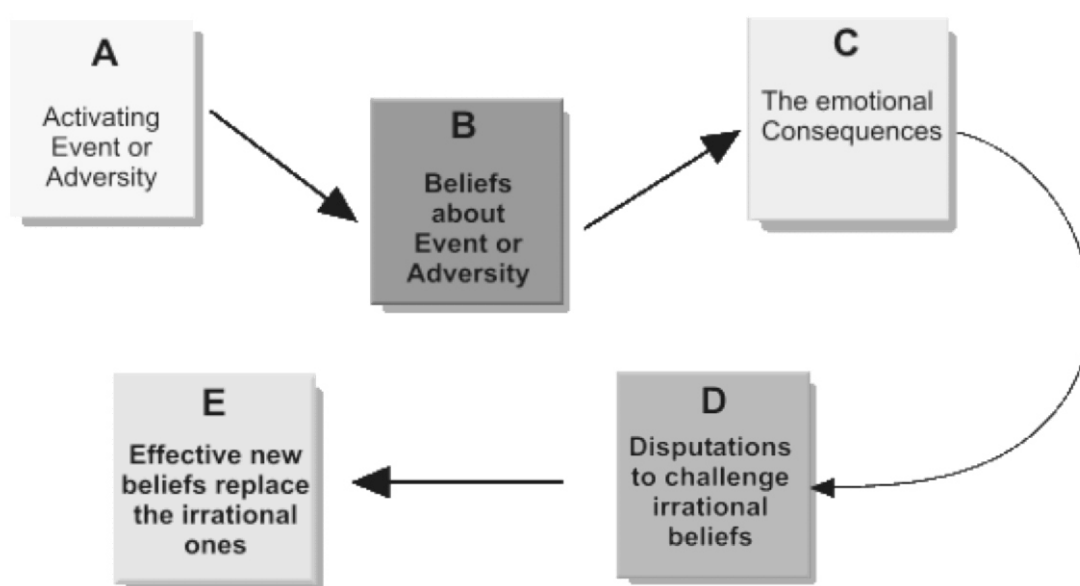 A
Activating
Event or
Adversity
B
Beliefs
about
Event or
Adversity
C
The emotional
Consequences
D
Disputations
to challenge
irrational
beliefs
E
Effective new
beliefs replace
the irrational
ones